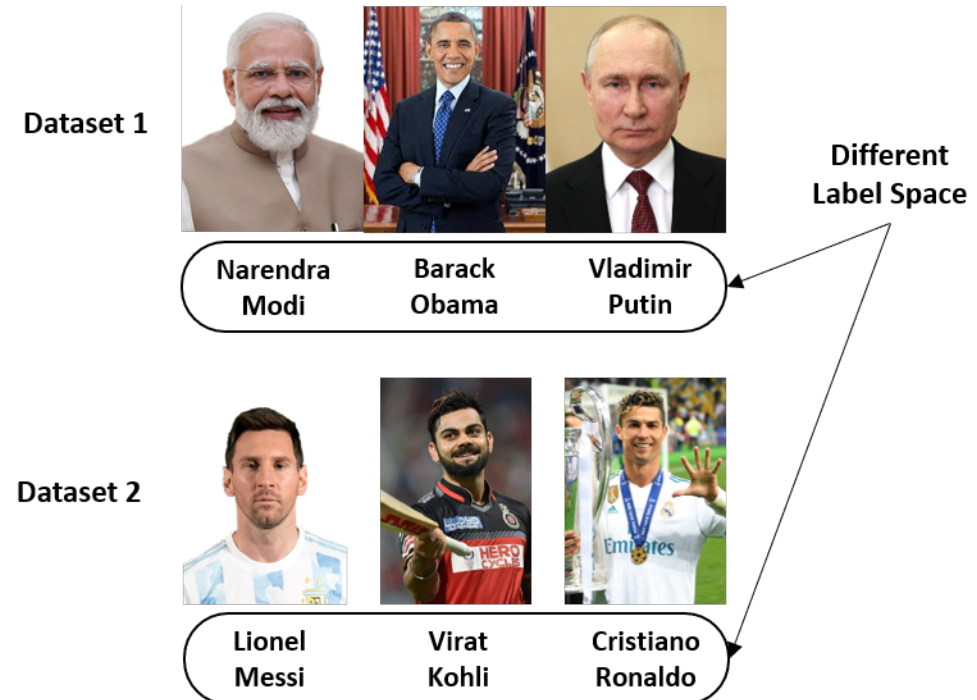 Dataset 1
Different
Label Space
Narendra
Modi
Barack
Obama
Vladimir
Putin
Dataset 2
HERO
CYCLES
Emirates
Lionel
Messi
Virat
Kohli
Cristiano
Ronaldo